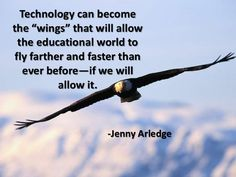 Technology can become
the “wings” that will allow
the educational world to
fly farther and faster than
ever before—if we will
allow it.
-Jenny Arledge